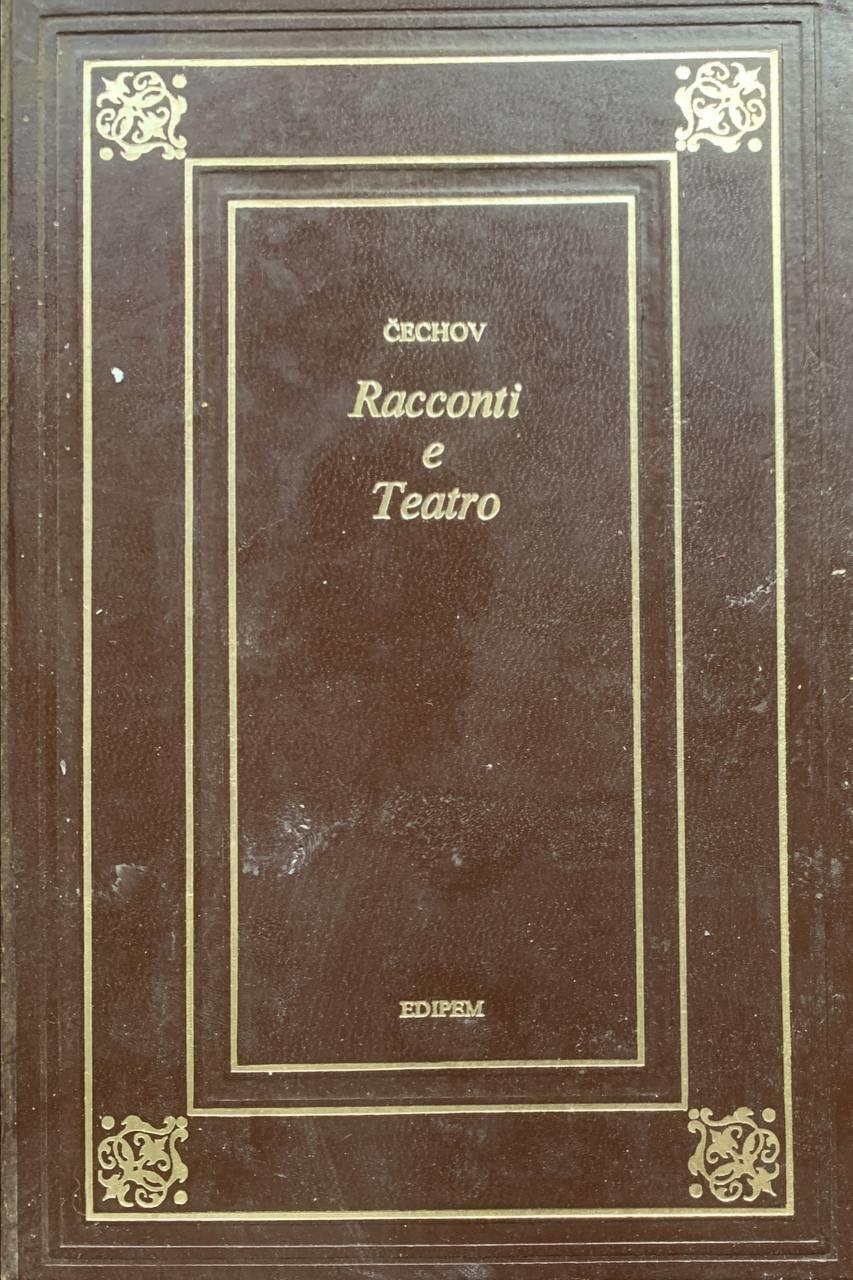 ČECHOV
Racconti
e
Teatro
EDIPEM